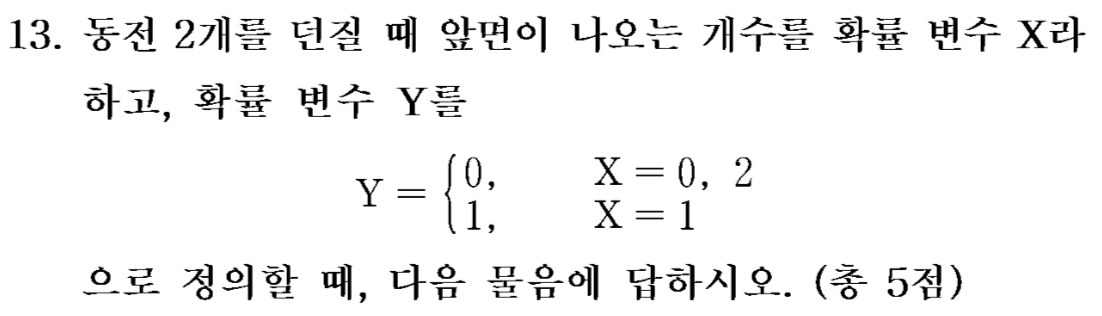 13. 동전 2개를 던질 때 앞면이 나오는 개수를 확률 변수 X라
하고, 확률 변수 Y를
Y = { 0, X = 0, 2
1, X = 1
으로 정의할 때, 다음 물음에 답하시오. (총 5점)